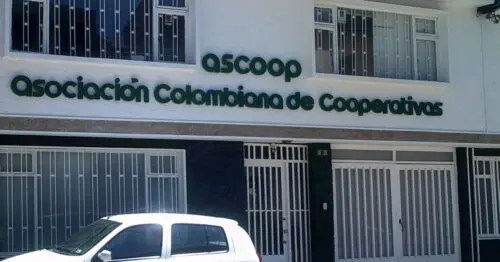 ascoop
asociación Colombiana de Cooperativas